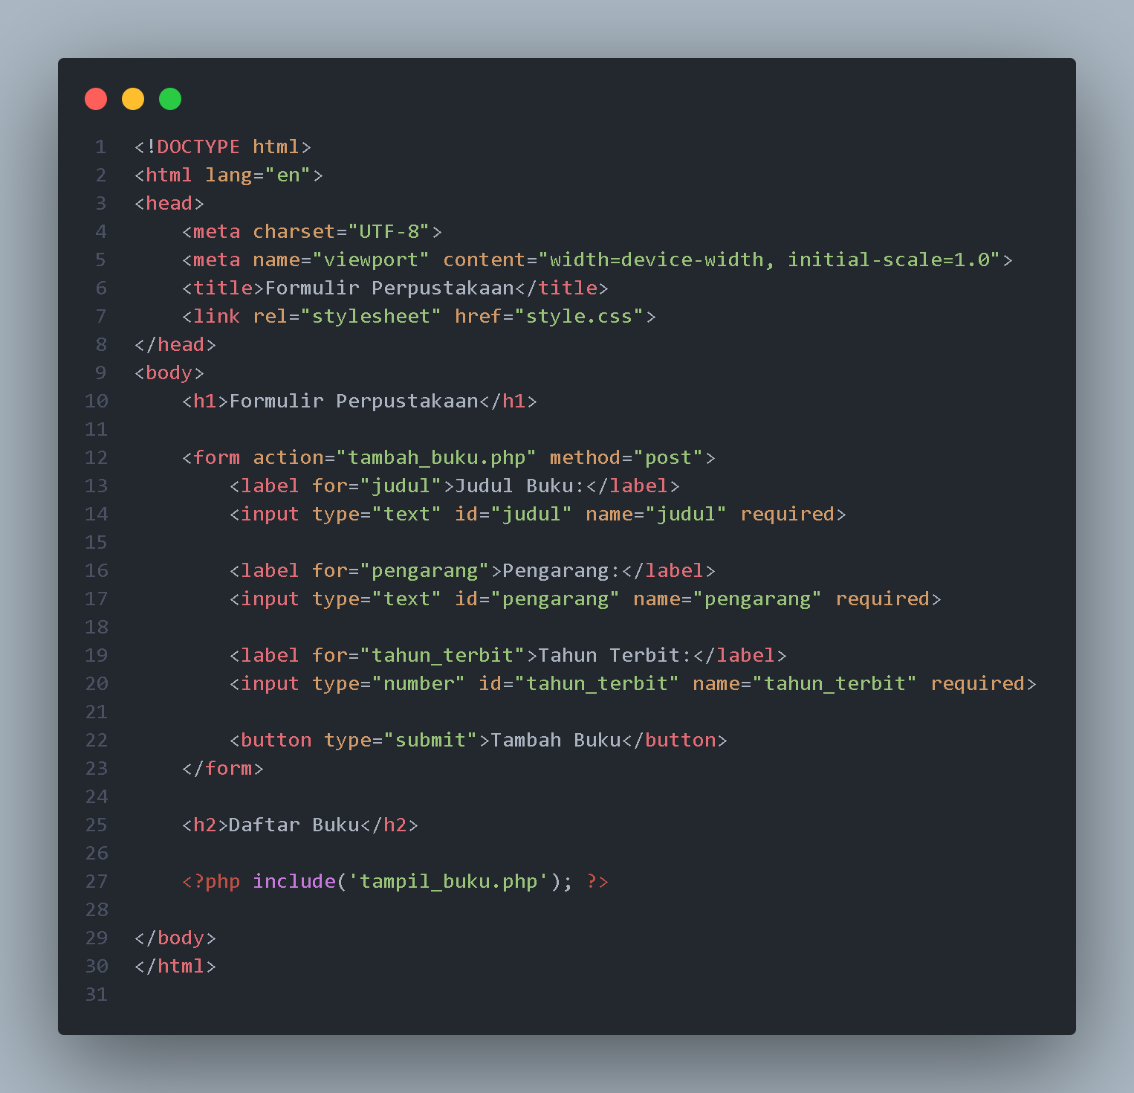 1 <!DOCTYPE html>
2 <html lang="en">
3 <head>
4     <meta charset="UTF-8">
5     <meta name="viewport" content="width=device-width, initial-scale=1.0">
6     <title>Formulir Perpustakaan</title>
7     <link rel="stylesheet" href="style.css">
8 </head>
9 <body>
10     <h1>Formulir Perpustakaan</h1>
11
12     <form action="tambah_buku.php" method="post">
13         <label for="judul">Judul Buku:</label>
14         <input type="text" id="judul" name="judul" required>
15
16         <label for="pengarang">Pengarang:</label>
17         <input type="text" id="pengarang" name="pengarang" required>
18
19         <label for="tahun_terbit">Tahun Terbit:</label>
20         <input type="number" id="tahun_terbit" name="tahun_terbit" required>
21
22         <button type="submit">Tambah Buku</button>
23     </form>
24
25     <h2>Daftar Buku</h2>
26
27     <?php include('tampil_buku.php'); ?>
28
29 </body>
30 </html>
31